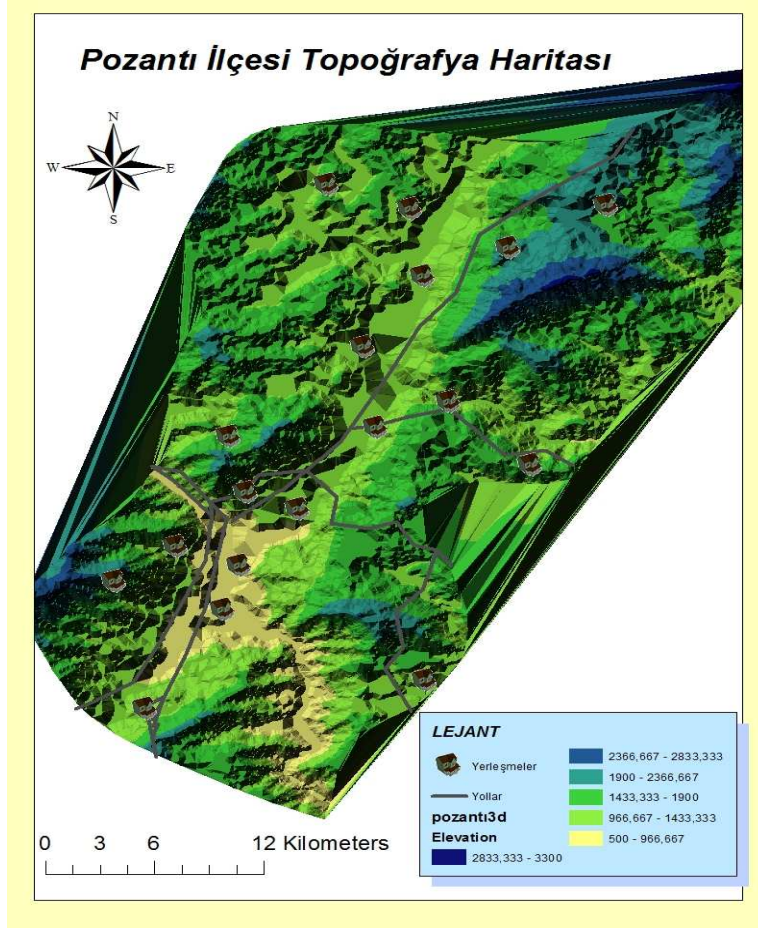 Pozantı İlçesi Topoğrafya Haritası
N
W
E
S
LEJANT
Yerleşmeler
Yollar
pozantı3d
Elevation
2833,333 - 3300
2366,667 - 2833,333
1900 - 2366,667
1433,333 - 1900
966,667 - 1433,333
500 - 966,667
0 3 6 12 Kilometers